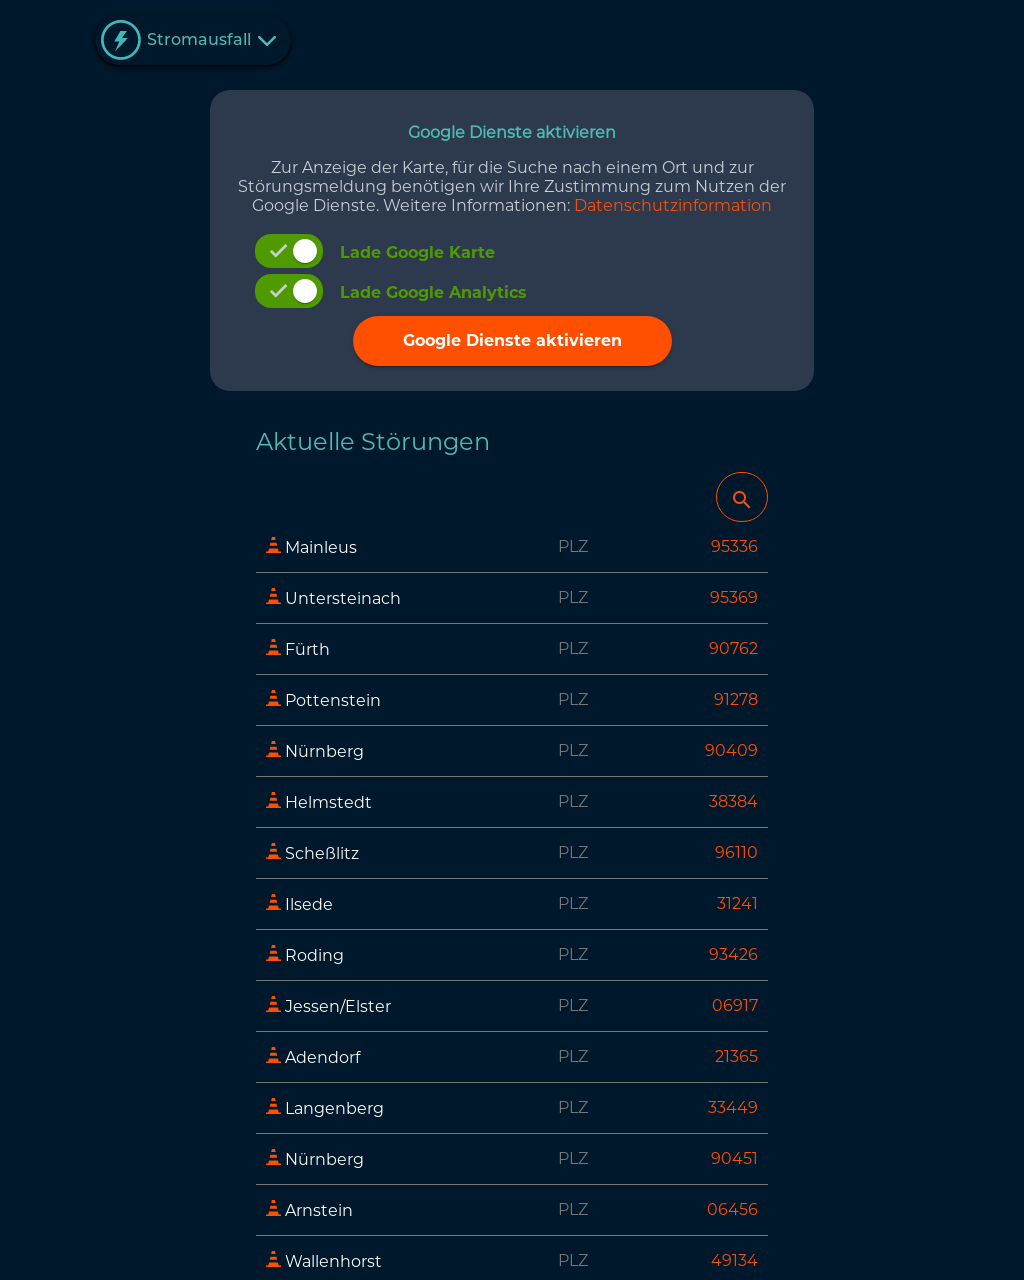 Stromausfall
Google Dienste aktivieren
Zur Anzeige der Karte, für die Suche nach einem Ort und zur
Störungsmeldung benötigen wir Ihre Zustimmung zum Nutzen der
Google Dienste. Weitere Informationen: Datenschutzinformation
Lade Google Karte
Lade Google Analytics
Google Dienste aktivieren
Aktuelle Störungen
Mainleus PLZ 95336
Untersteinach PLZ 95369
Fürth PLZ 90762
Pottenstein PLZ 91278
Nürnberg PLZ 90409
Helmstedt PLZ 38384
Scheßlitz PLZ 96110
Ilsede PLZ 31241
Roding PLZ 93426
Jessen/Elster PLZ 06917
Adendorf PLZ 21365
Langenberg PLZ 33449
Nürnberg PLZ 90451
Arnstein PLZ 06456
Wallenhorst PLZ 49134